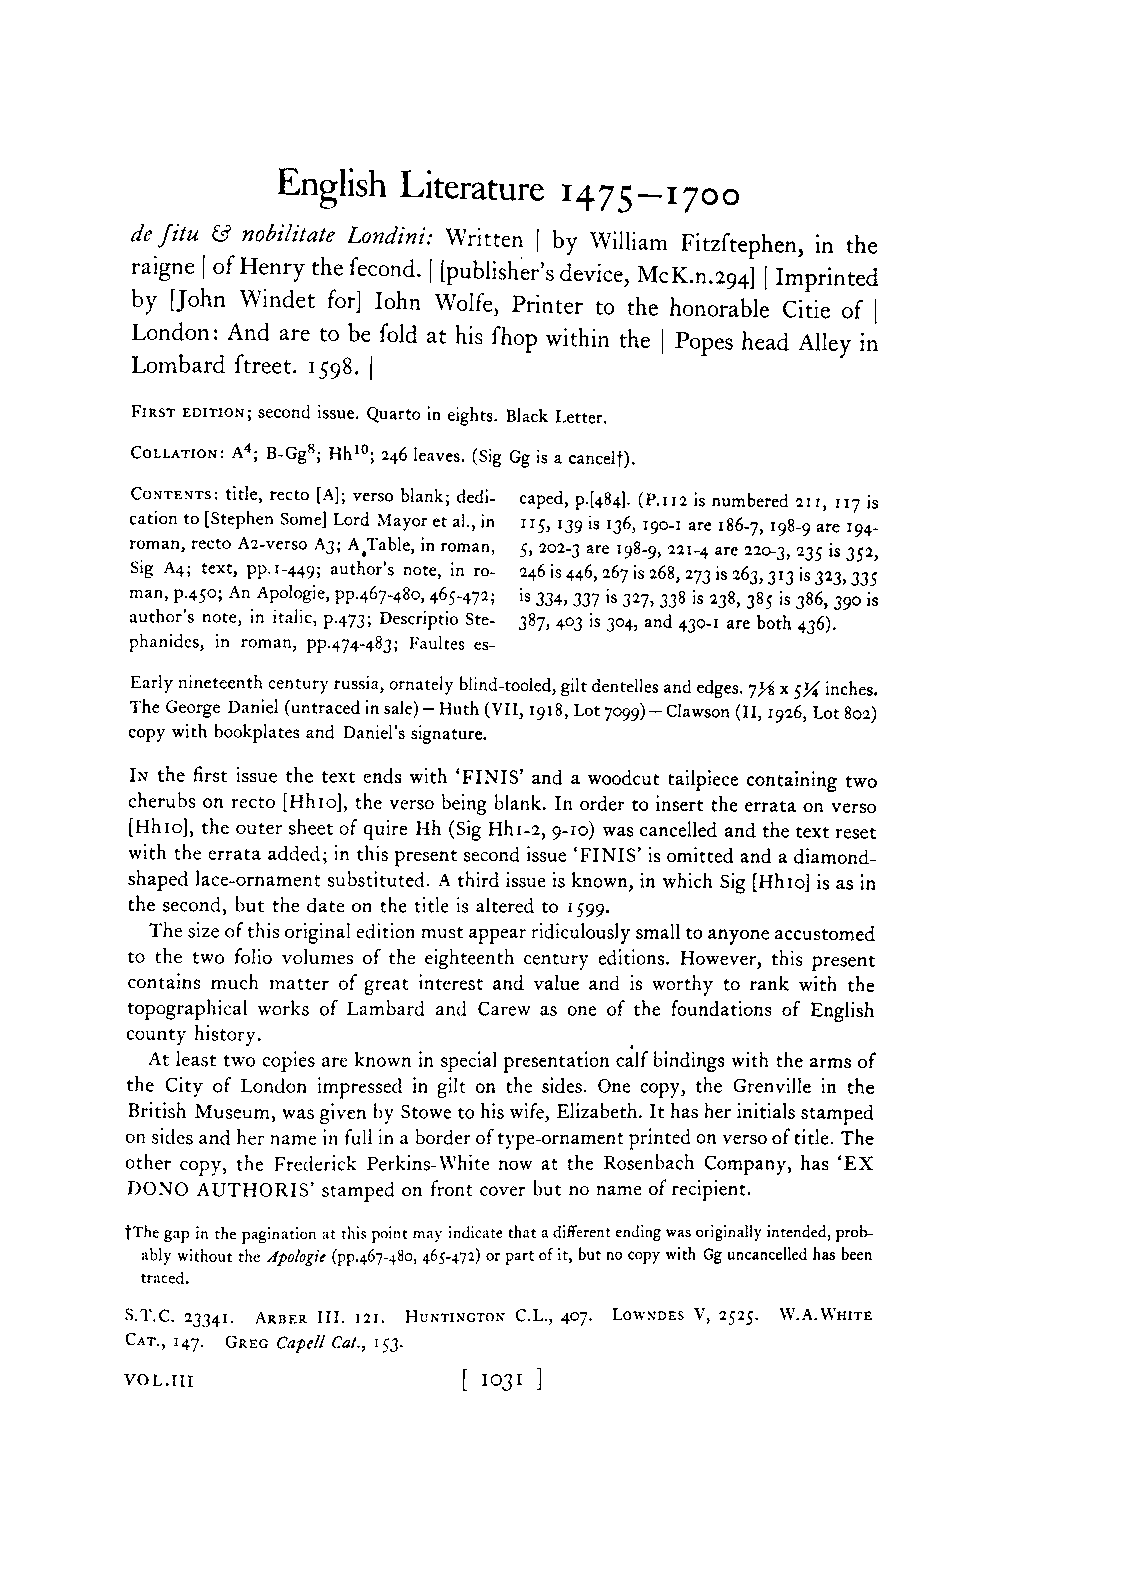 English Literature 1475–1700
de ſitu & nobilitate Londini: Written | by William Fitzſtephen, in the
raigne | of Henry the ſecond. | [publisher's device, McK.n.294] | Imprinted
by [John Windet for] Iohn Wolfe, Printer to the honorable Citie of |
London: And are to be ſold at his ſhop within the | Popes head Alley in
Lombard ſtreet. 1598. |
FIRST EDITION; second issue. Quarto in eights. Black Letter.
COLLATION: A⁴; B-Gg⁸; Hh¹⁰; 246 leaves. (Sig Gg is a cancel†).
CONTENTS: title, recto [A]; verso blank; dedi-
cation to [Stephen Some] Lord Mayor et al., in
roman, recto A2-verso A3; A Table, in roman,
Sig A4; text, pp.1-449; author's note, in ro-
man, p.450; An Apologie, pp.467-480, 465-472;
author's note, in italic, p.473; Descriptio Ste-
phanides, in roman, pp.474-483; Faultes es-
caped, p.[484]. (P.112 is numbered 211, 117 is
115, 139 is 136, 190-1 are 186-7, 198-9 are 194-
5, 202-3 are 198-9, 221-4 are 220-3, 235 is 352,
246 is 446, 267 is 268, 273 is 263, 313 is 323, 335
is 334, 337 is 327, 338 is 238, 385 is 386, 390 is
387, 403 is 304, and 430-1 are both 436).
Early nineteenth century russia, ornately blind-tooled, gilt dentelles and edges. 7⅛ x 5¼ inches.
The George Daniel (untraced in sale) — Huth (VII, 1918, Lot 7099) — Clawson (II, 1926, Lot 802)
copy with bookplates and Daniel's signature.
IN the first issue the text ends with 'FINIS' and a woodcut tailpiece containing two
cherubs on recto [Hh10], the verso being blank. In order to insert the errata on verso
[Hh10], the outer sheet of quire Hh (Sig Hh1-2, 9-10) was cancelled and the text reset
with the errata added; in this present second issue 'FINIS' is omitted and a diamond-
shaped lace-ornament substituted. A third issue is known, in which Sig [Hh10] is as in
the second, but the date on the title is altered to 1599.
The size of this original edition must appear ridiculously small to anyone accustomed
to the two folio volumes of the eighteenth century editions. However, this present
contains much matter of great interest and value and is worthy to rank with the
topographical works of Lambard and Carew as one of the foundations of English
county history.
At least two copies are known in special presentation calf bindings with the arms of
the City of London impressed in gilt on the sides. One copy, the Grenville in the
British Museum, was given by Stowe to his wife, Elizabeth. It has her initials stamped
on sides and her name in full in a border of type-ornament printed on verso of title. The
other copy, the Frederick Perkins-White now at the Rosenbach Company, has 'EX
DONO AUTHORIS' stamped on front cover but no name of recipient.
†The gap in the pagination at this point may indicate that a different ending was originally intended, prob-
ably without the Apologie (pp.467-480, 465-472) or part of it, but no copy with Gg uncancelled has been
traced.
S.T.C. 23341. ARBER III. 121. HUNTINGTON C.L., 407. LOWNDES V, 2525. W.A.WHITE
CAT., 147. GREG Capell Cat., 153.
VOL.III [ 1031 ]